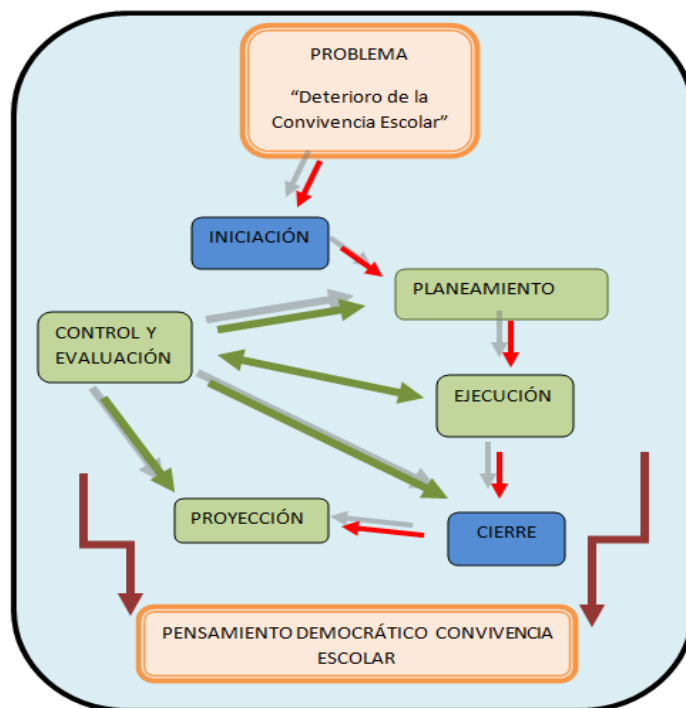 PROBLEMA
“Deterioro de la
Convivencia Escolar”
INICIACIÓN
PLANEAMIENTO
CONTROL Y
EVALUACIÓN
EJECUCIÓN
PROYECCIÓN
CIERRE
PENSAMIENTO DEMOCRÁTICO CONVIVENCIA
ESCOLAR